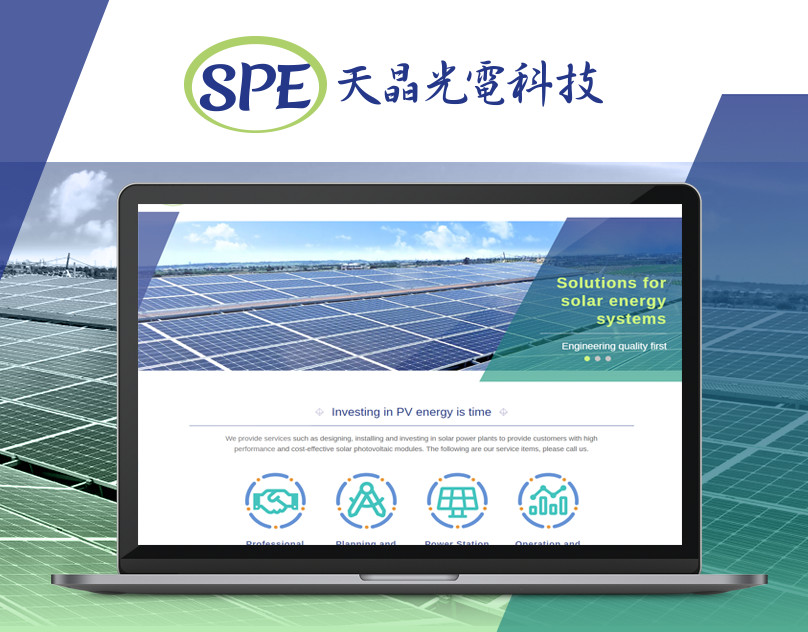 SPE 天晶光電科技
Solutions for
solar energy
systems
Engineering quality first
Investing in PV energy is time
We provide services such as designing, installing and investing in solar power plants to provide customers with high
performance and cost-effective solar photovoltaic modules. The following are our service items, please call us.
Professional Planning and Power Station Operation and